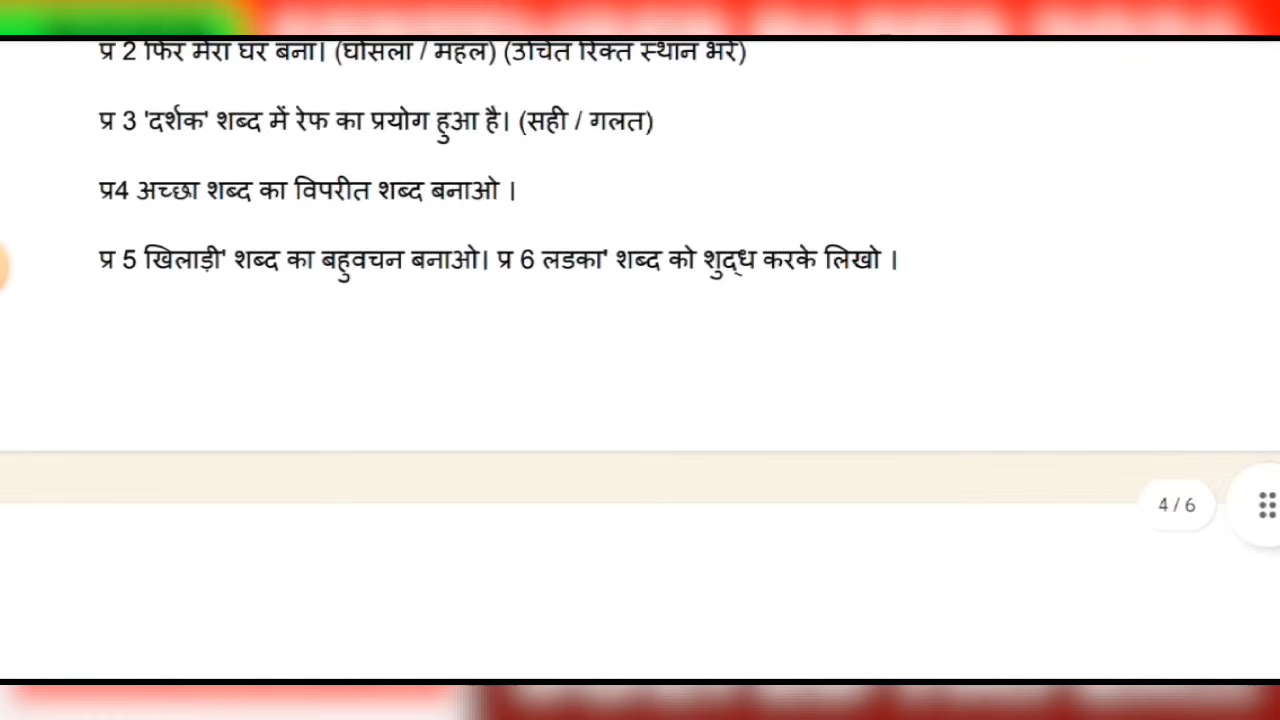 प्र 2 फिर मेरा घर बना। (घोंसला / महल) (उचित रिक्त स्थान भरें)
प्र 3 'दर्शक' शब्द में रेफ का प्रयोग हुआ है। (सही / गलत)
प्र4 अच्छा शब्द का विपरीत शब्द बनाओ ।
प्र 5 खिलाड़ी' शब्द का बहुवचन बनाओ। प्र 6 लडका' शब्द को शुद्ध करके लिखो ।
4 / 6